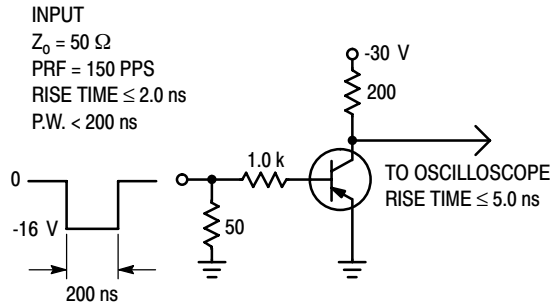 INPUT
Zo = 50 Ω
PRF = 150 PPS
RISE TIME ≤ 2.0 ns
P.W. < 200 ns
-30 V
200
1.0 k
TO OSCILLOSCOPE
RISE TIME ≤ 5.0 ns
0
50
-16 V
200 ns